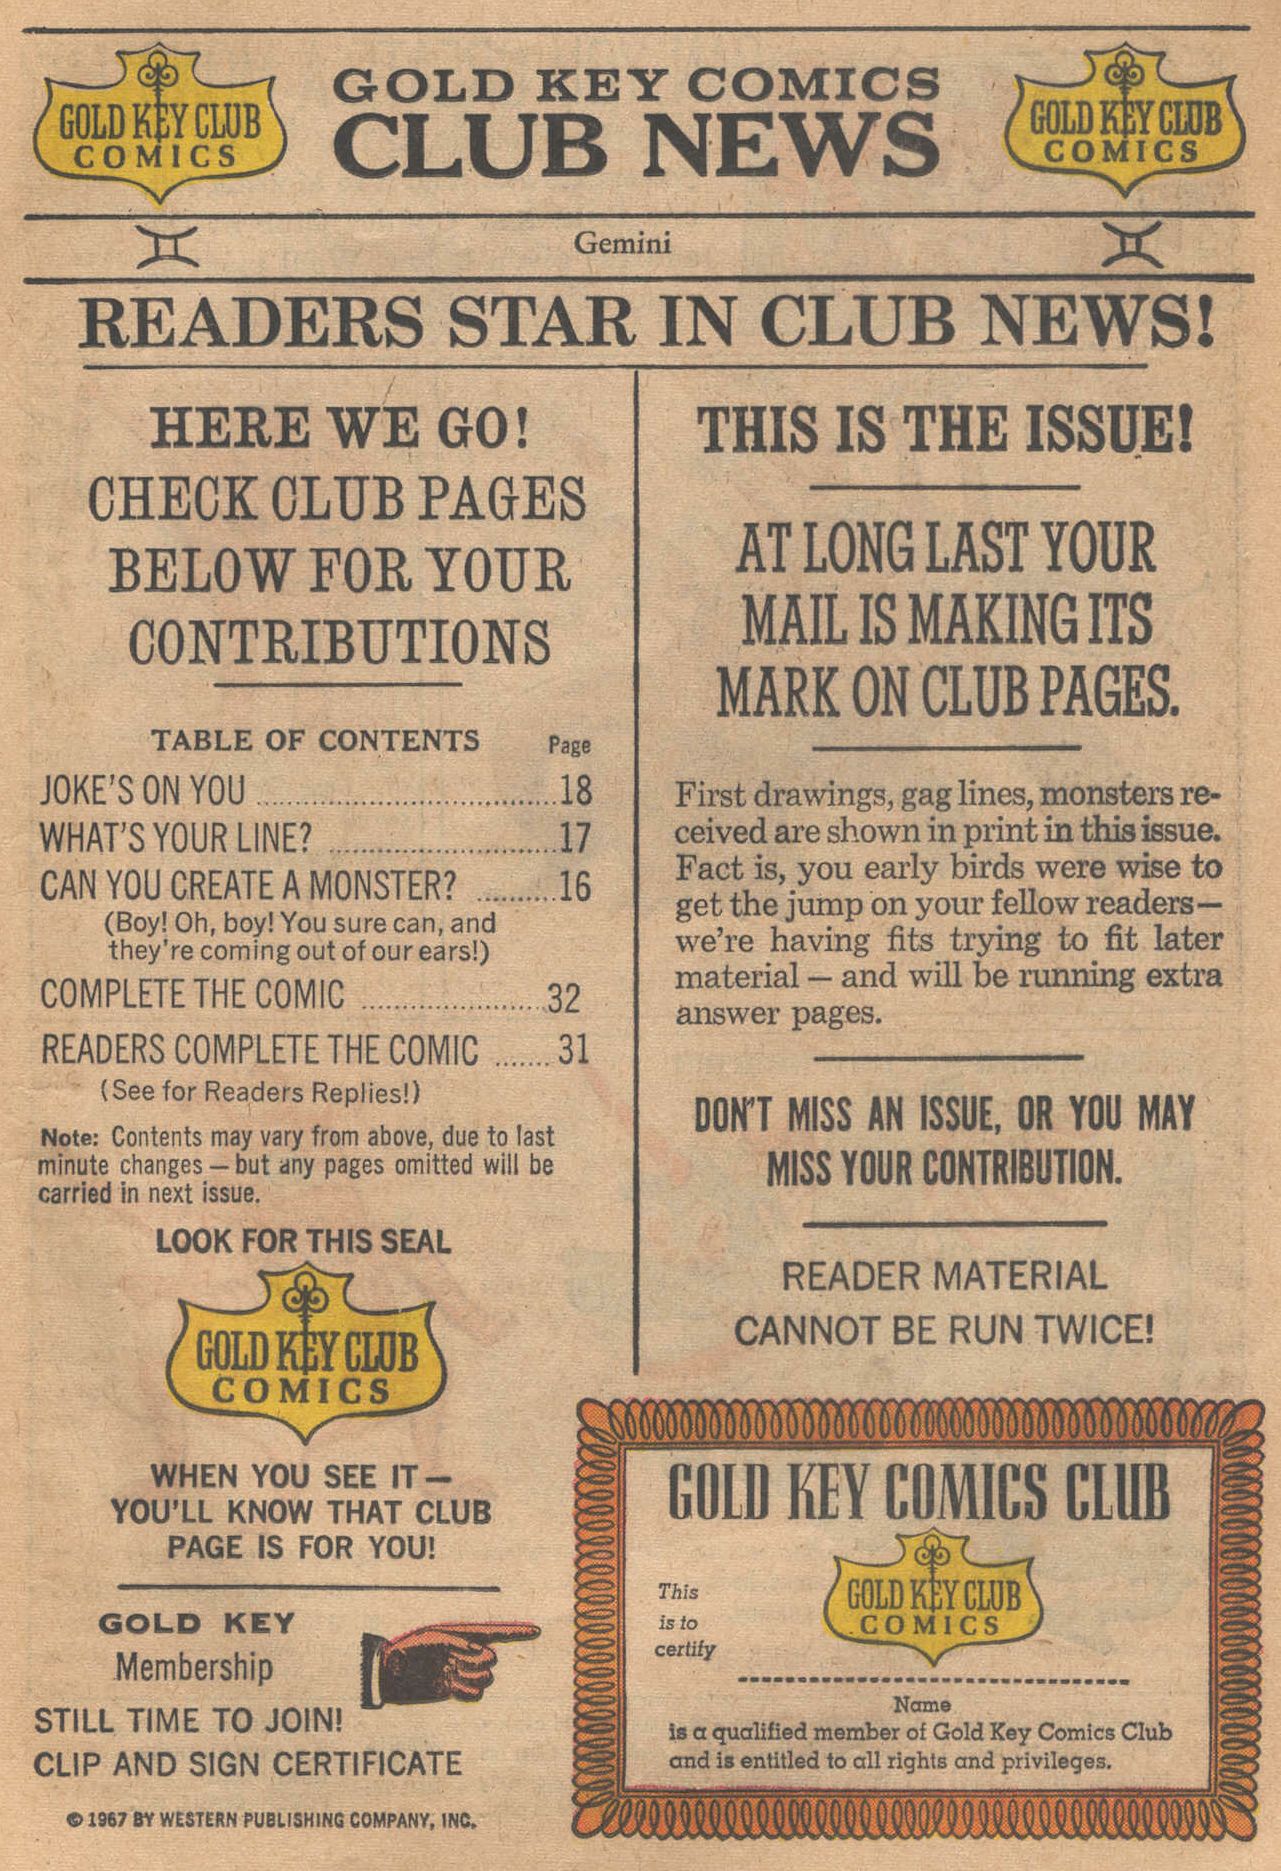 GOLD KEY CLUB
COMICS
GOLD KEY COMICS
CLUB NEWS
GOLD KEY CLUB
COMICS
Gemini
READERS STAR IN CLUB NEWS!
HERE WE GO!
CHECK CLUB PAGES
BELOW FOR YOUR
CONTRIBUTIONS
TABLE OF CONTENTS Page
JOKE'S ON YOU ........................................ 18
WHAT'S YOUR LINE? .............................. 17
CAN YOU CREATE A MONSTER? .......... 16
(Boy! Oh, boy! You sure can, and
they're coming out of our ears!)
COMPLETE THE COMIC ........................ 32
READERS COMPLETE THE COMIC ....... 31
(See for Readers Replies!)
Note: Contents may vary from above, due to last
minute changes — but any pages omitted will be
carried in next issue.
LOOK FOR THIS SEAL
GOLD KEY CLUB
COMICS
WHEN YOU SEE IT —
YOU'LL KNOW THAT CLUB
PAGE IS FOR YOU!
GOLD KEY
Membership
STILL TIME TO JOIN!
CLIP AND SIGN CERTIFICATE
© 1967 BY WESTERN PUBLISHING COMPANY, INC.
THIS IS THE ISSUE!
AT LONG LAST YOUR
MAIL IS MAKING ITS
MARK ON CLUB PAGES.
First drawings, gag lines, monsters re-
ceived are shown in print in this issue.
Fact is, you early birds were wise to
get the jump on your fellow readers—
we're having fits trying to fit later
material — and will be running extra
answer pages.
DON'T MISS AN ISSUE, OR YOU MAY
MISS YOUR CONTRIBUTION.
READER MATERIAL
CANNOT BE RUN TWICE!
GOLD KEY COMICS CLUB
GOLD KEY CLUB
COMICS
This
is to
certify
Name
is a qualified member of Gold Key Comics Club
and is entitled to all rights and privileges.